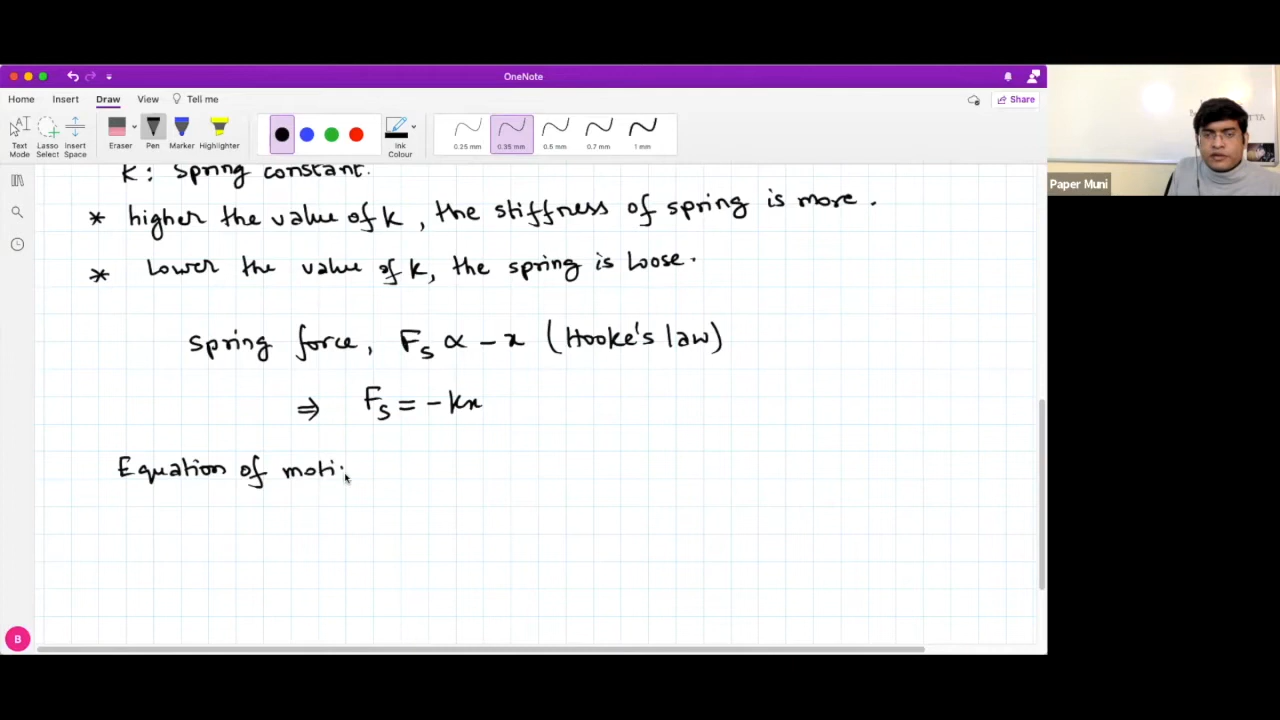 OneNote
Home Insert Draw View Tell me
Share
Text Mode Lasso Select Insert Space Eraser Pen Marker Highlighter Ink Colour 0.25 mm 0.35 mm 0.5 mm 0.7 mm 1 mm
K: Spring constant.
* higher the value of k, the stiffness of spring is more.
* Lower the value of k, the spring is loose.
Spring force, Fs ∝ - x (Hooke's law)
⇒ Fs = - kx
Equation of moti
B
Paper Muni